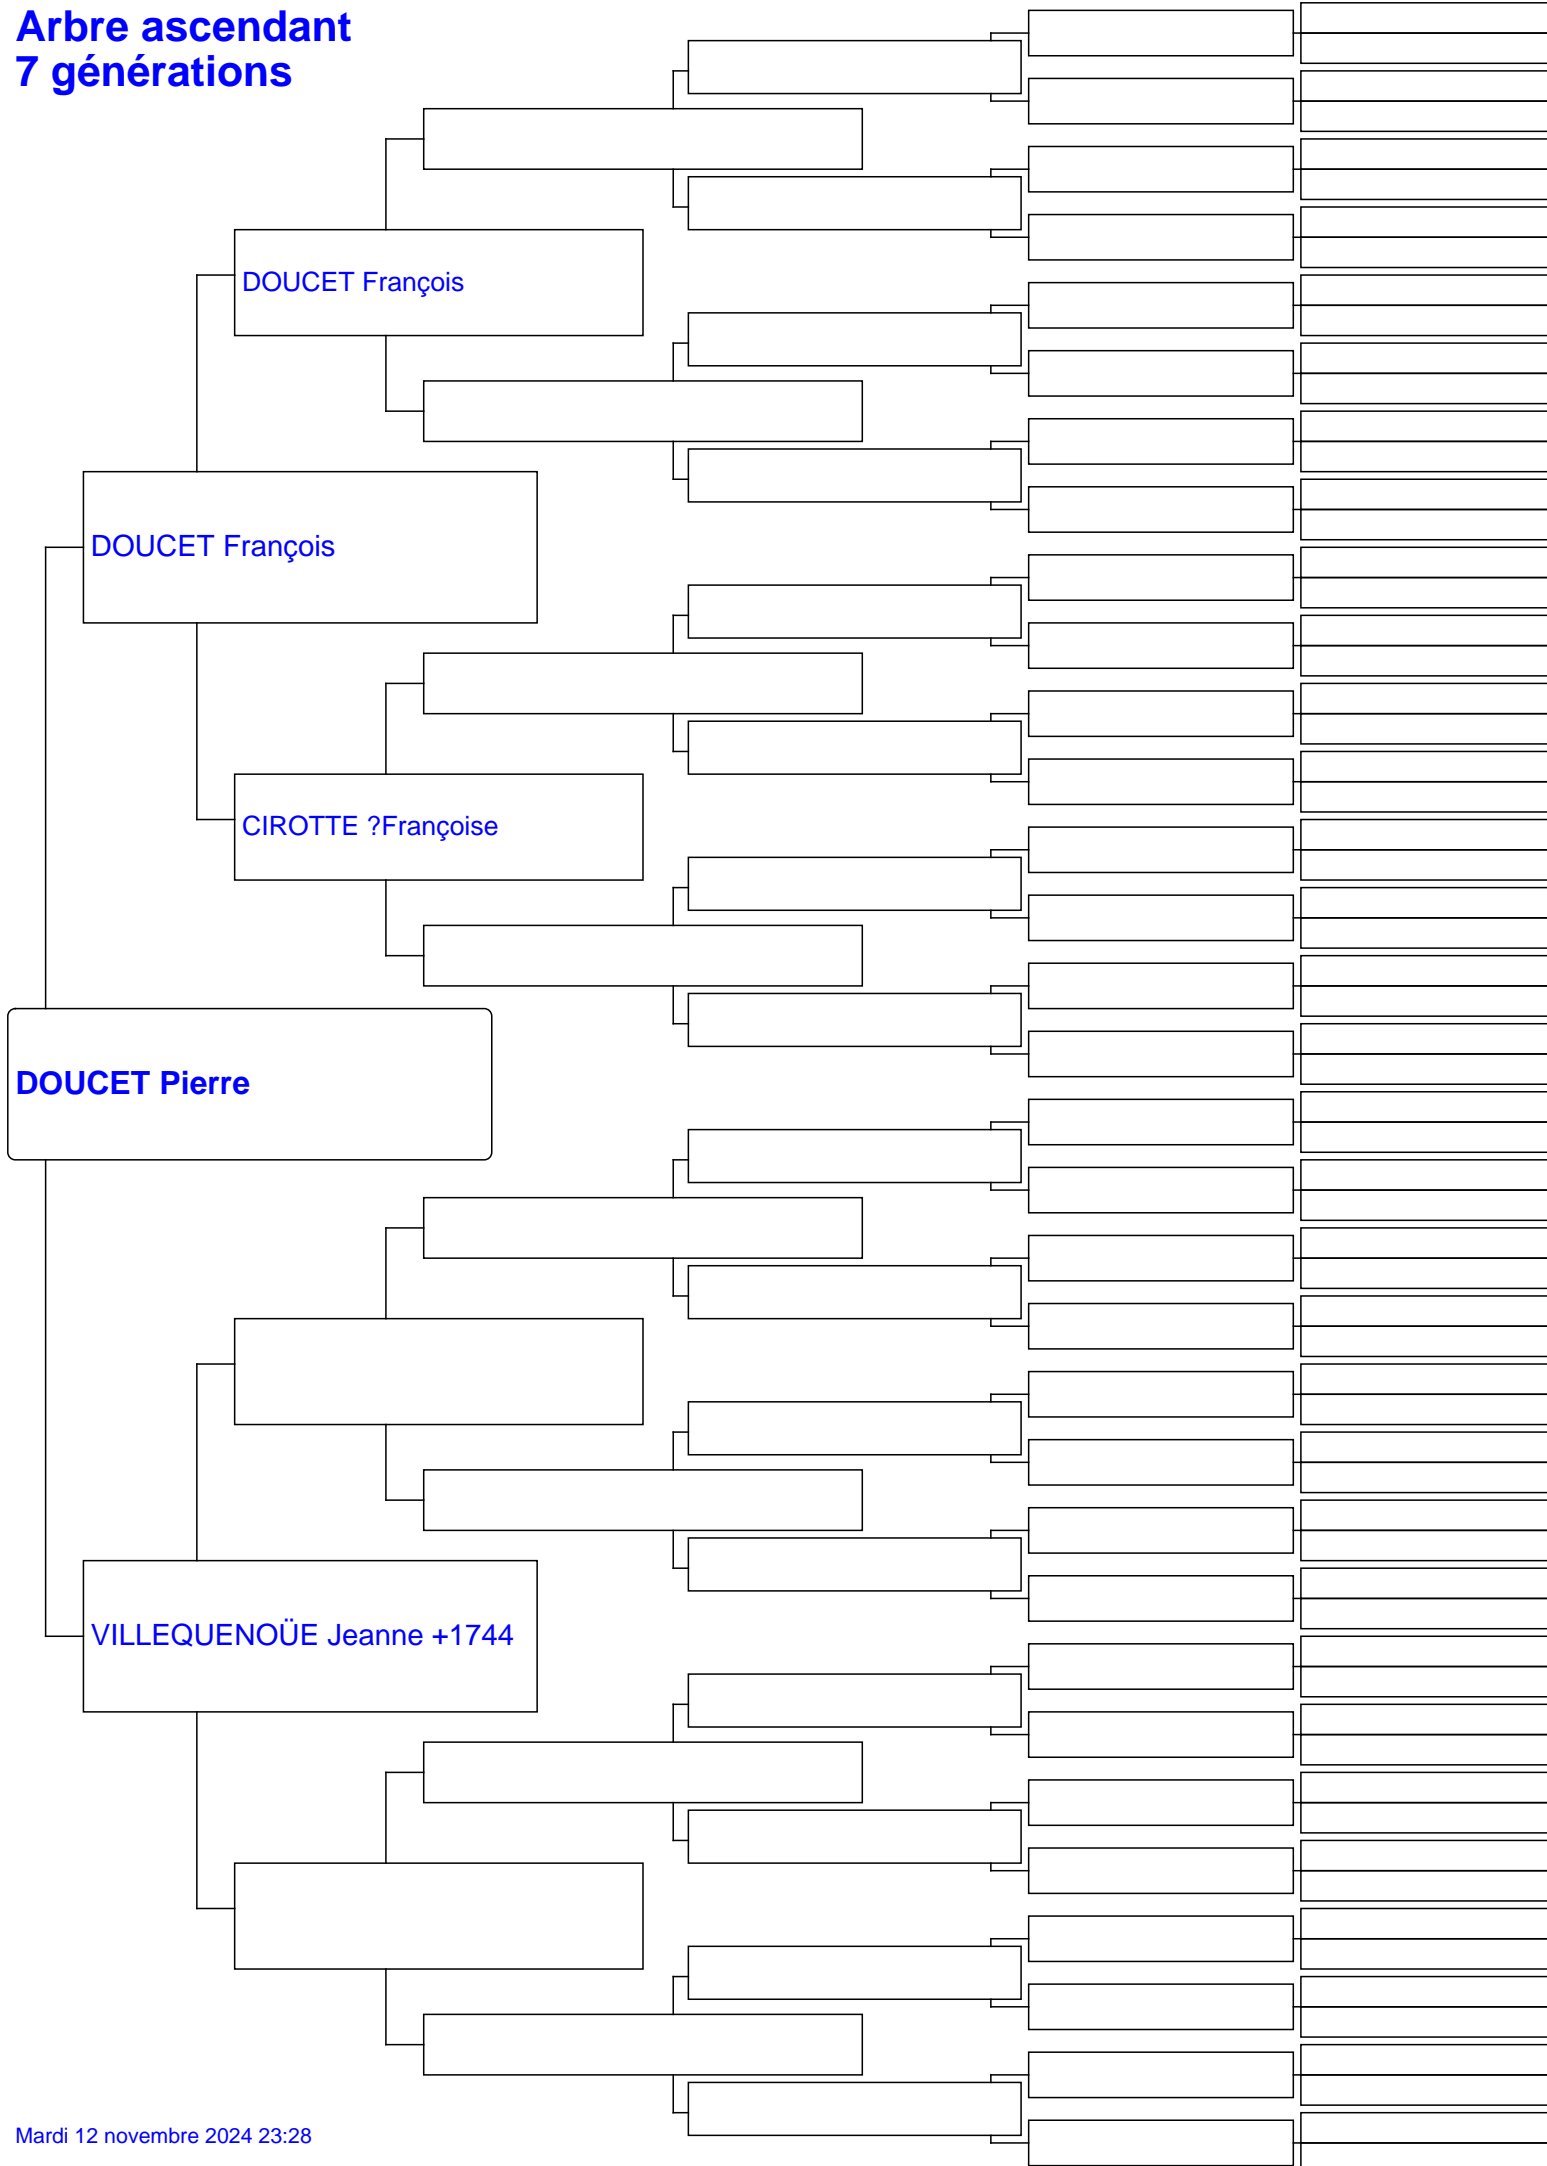 Arbre ascendant
7 générations
DOUCET François
DOUCET François
CIROTTE ?Françoise
DOUCET Pierre
VILLEQUENOÜE Jeanne +1744
Mardi 12 novembre 2024 23:28